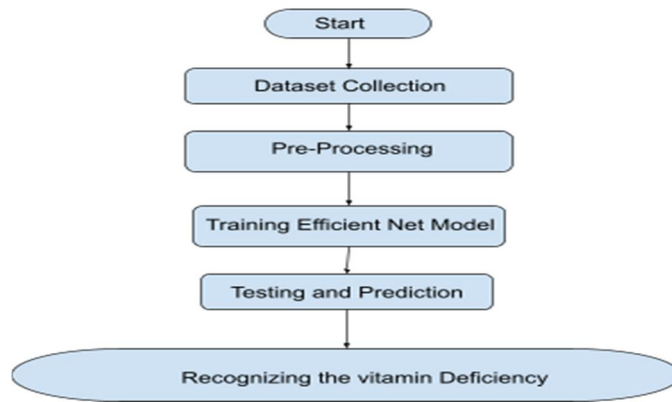 Start
Dataset Collection
Pre-Processing
Training Efficient Net Model
Testing and Prediction
Recognizing the vitamin Deficiency